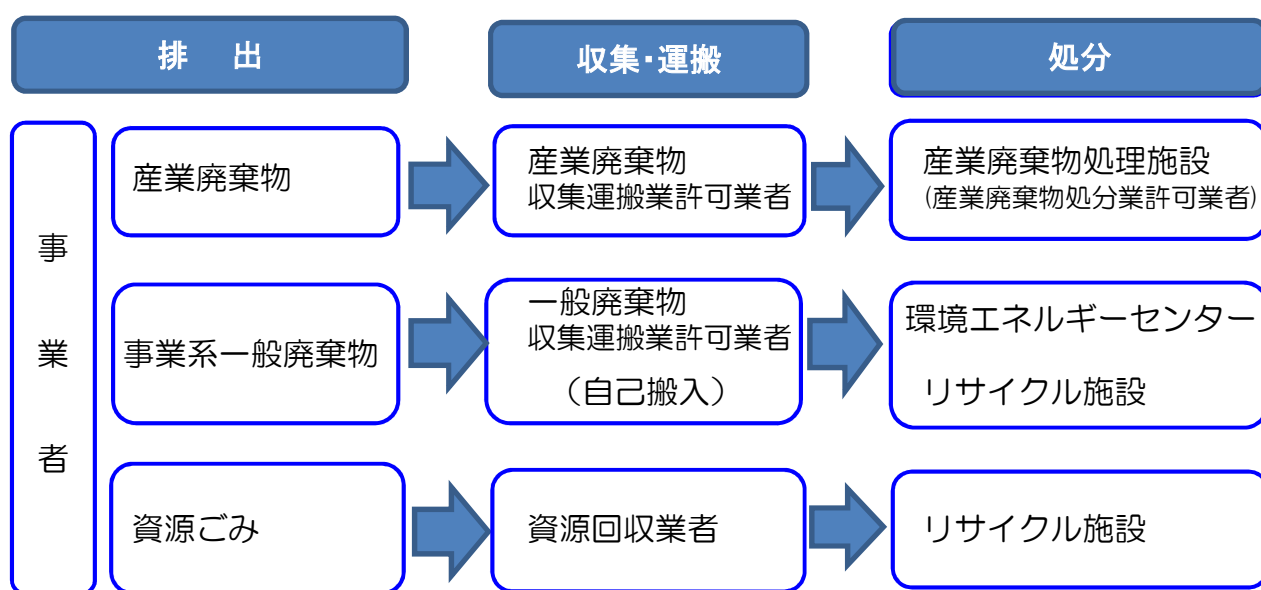 排 出
収集・運搬
処分
事業者
産業廃棄物
産業廃棄物
収集運搬業許可業者
産業廃棄物処理施設
(産業廃棄物処分業許可業者)
事業系一般廃棄物
一般廃棄物
収集運搬業許可業者
（自己搬入）
環境エネルギーセンター
リサイクル施設
資源ごみ
資源回収業者
リサイクル施設